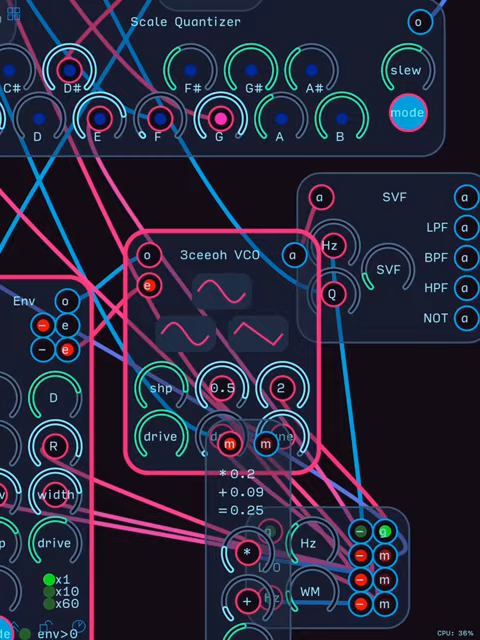 Scale Quantizer
o
C#
D#
F#
G#
A#
slew
D
E
F
G
A
B
mode
a
SVF
a
o
3ceeoh VCO
a
Hz
LPF
e
SVF
BPF
Q
HPF
NOT
Env
o
- e
- e
shp
0.5
2
D
drive
m
m
R
*0.2
+0.09
=0.25
width
- g
*
Hz
- m
drive
- m
x1
+
Hz
WM
- m
x10
x60
env>0
CPU: 36%